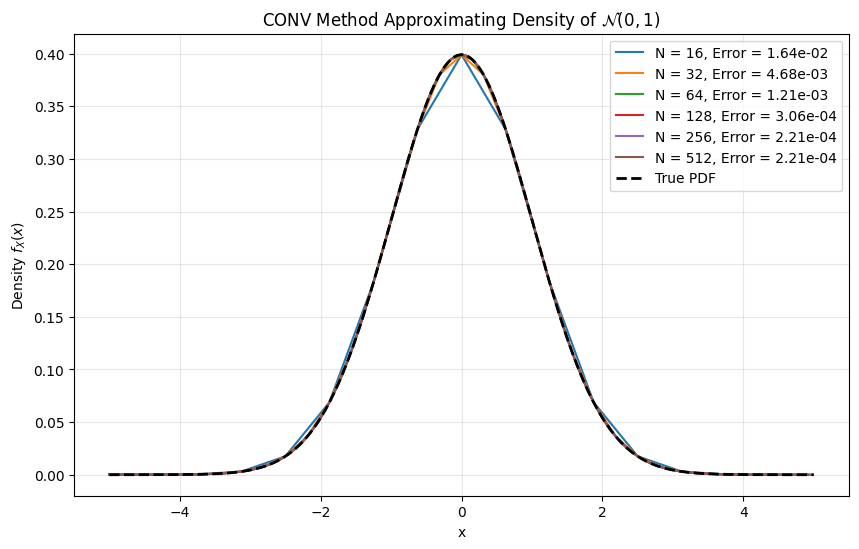 CONV Method Approximating Density of 𝒩(0, 1)
N = 16, Error = 1.64e-02
N = 32, Error = 4.68e-03
N = 64, Error = 1.21e-03
N = 128, Error = 3.06e-04
N = 256, Error = 2.21e-04
N = 512, Error = 2.21e-04
True PDF
Density f_X(x)
0.40
0.35
0.30
0.25
0.20
0.15
0.10
0.05
0.00
−4
−2
0
2
4
x